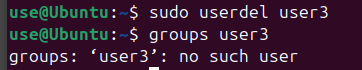 use@Ubuntu:~$ sudo userdel user3
use@Ubuntu:~$ groups user3
groups: ‘user3’: no such user